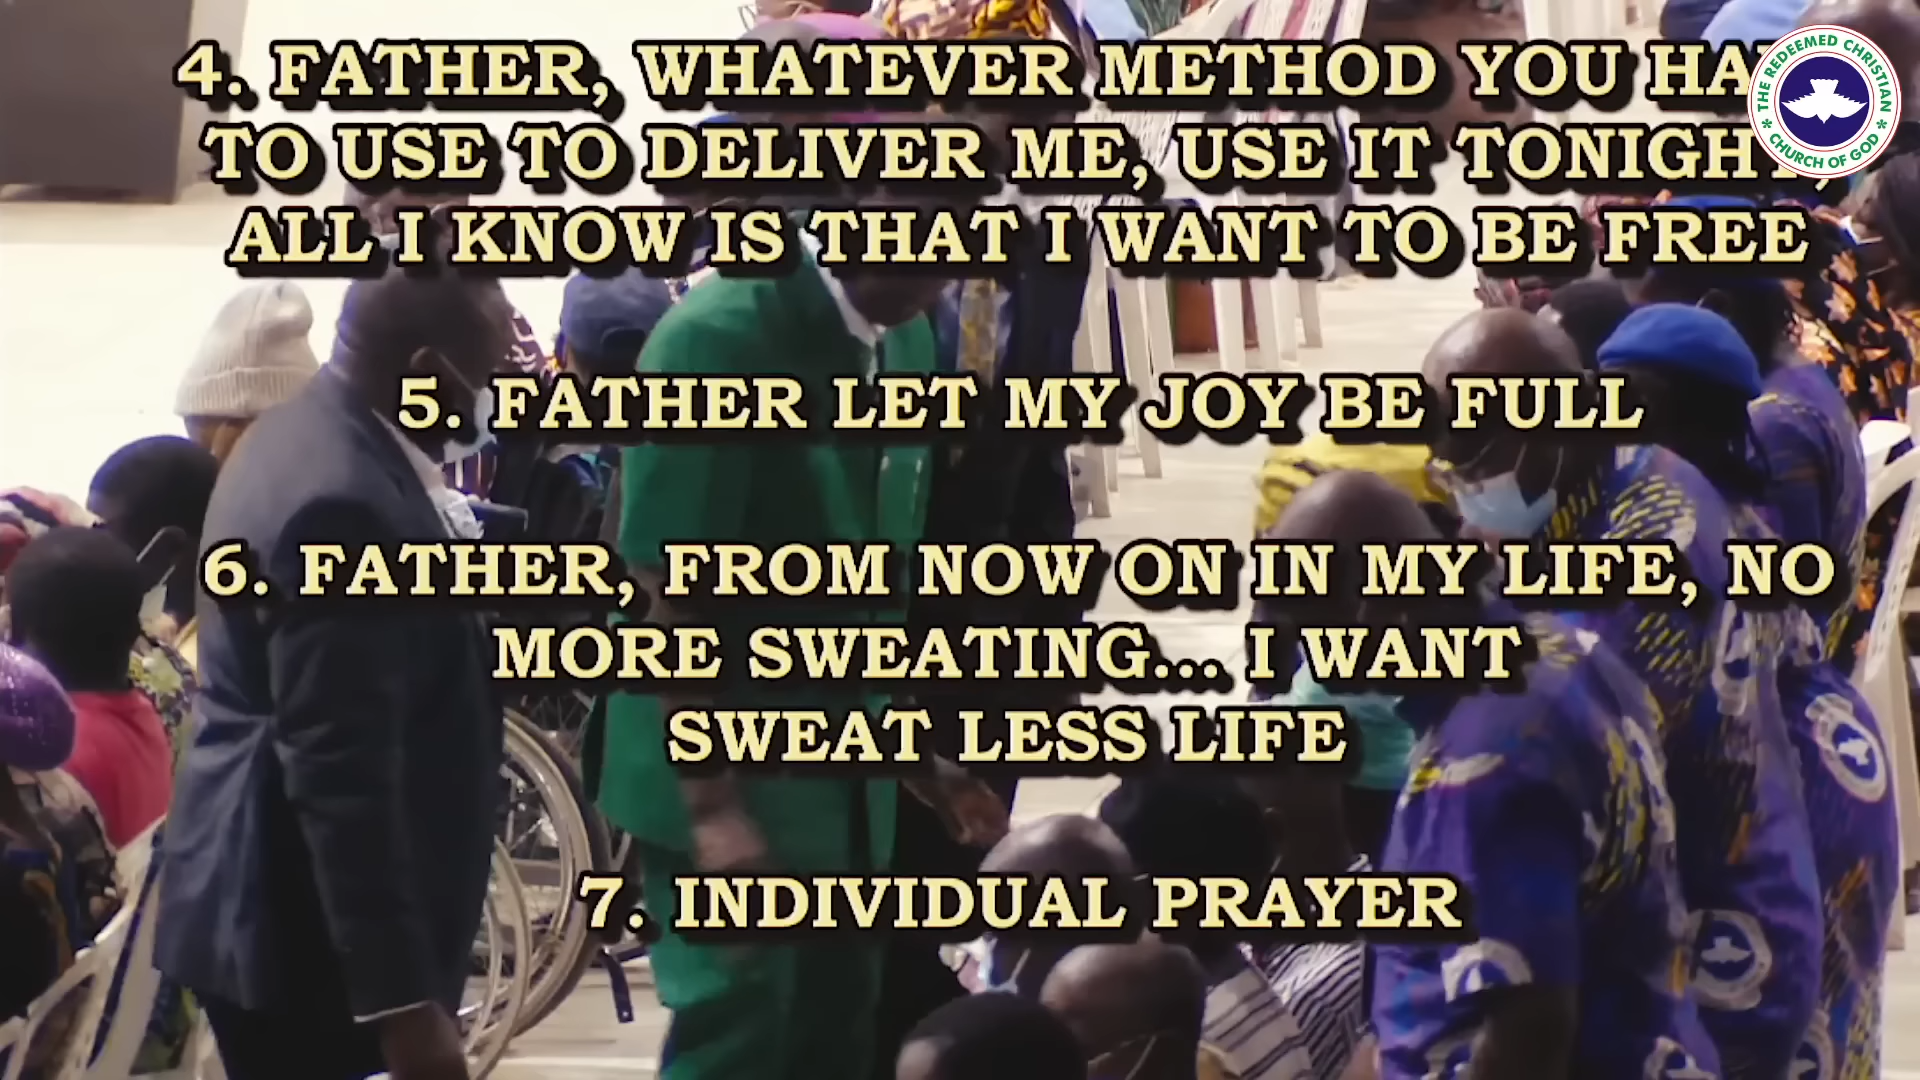 4. FATHER, WHATEVER METHOD YOU HA
TO USE TO DELIVER ME, USE IT TONIGHT,
ALL I KNOW IS THAT I WANT TO BE FREE
5. FATHER LET MY JOY BE FULL
6. FATHER, FROM NOW ON IN MY LIFE, NO
MORE SWEATING... I WANT
SWEAT LESS LIFE
7. INDIVIDUAL PRAYER
THE REDEEMED CHRISTIAN
* CHURCH OF GOD *